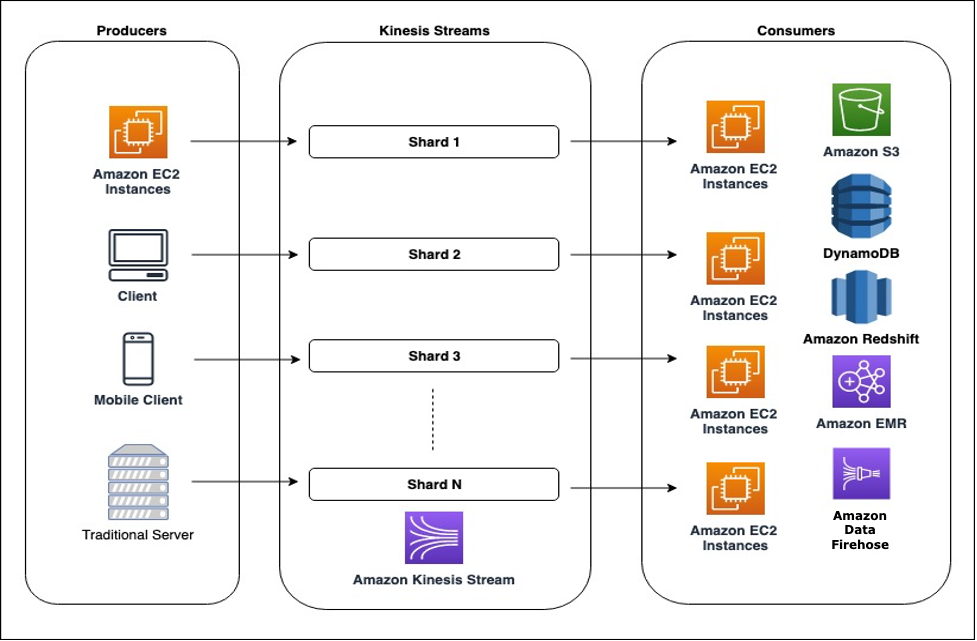 Producers
Kinesis Streams
Consumers
Amazon EC2
Instances
Client
Mobile Client
Traditional Server
Shard 1
Shard 2
Shard 3
Shard N
Amazon Kinesis Stream
Amazon EC2
Instances
Amazon EC2
Instances
Amazon EC2
Instances
Amazon EC2
Instances
Amazon S3
DynamoDB
Amazon Redshift
Amazon EMR
Amazon
Data
Firehose